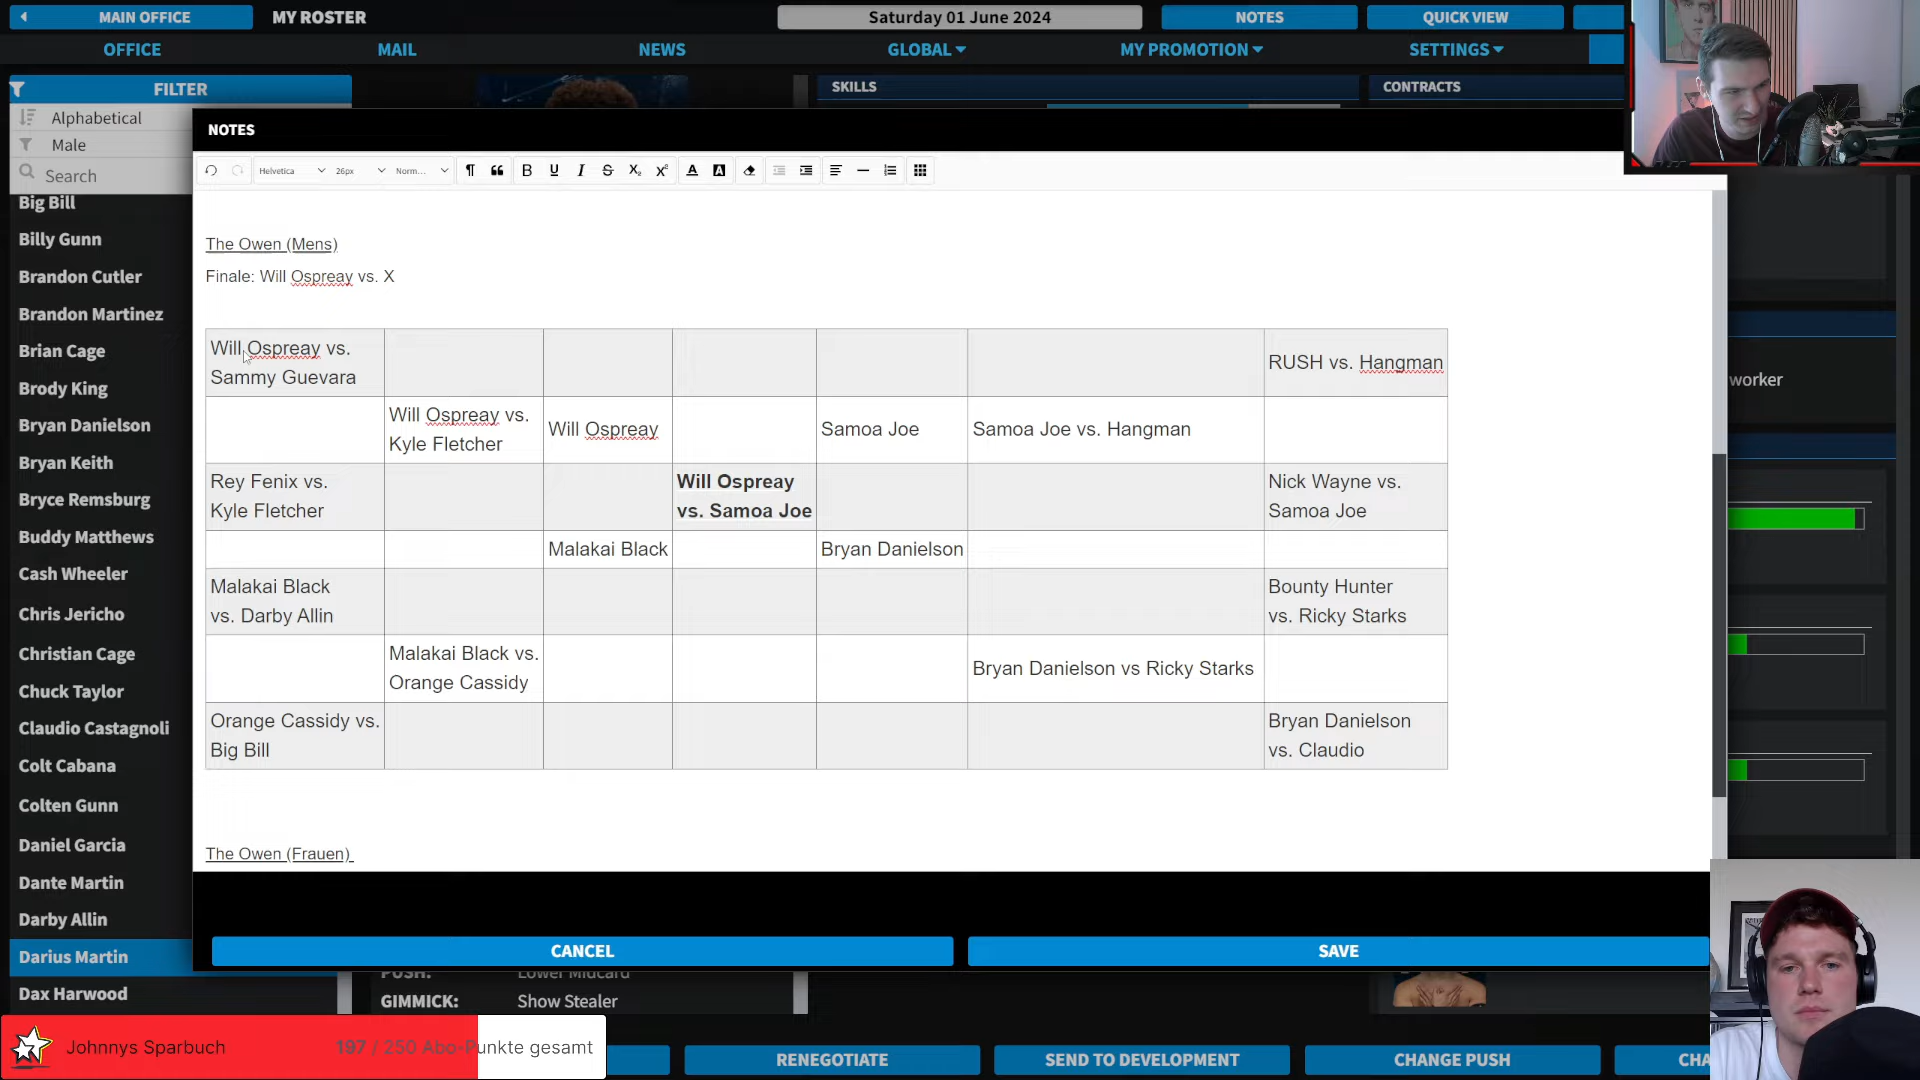 MAIN OFFICE
MY ROSTER
Saturday 01 June 2024
NOTES
QUICK VIEW
OFFICE
MAIL
NEWS
GLOBAL
MY PROMOTION
SETTINGS
FILTER
SKILLS
CONTRACTS
Alphabetical
Male
Search
Big Bill
Billy Gunn
Brandon Cutler
Brandon Martinez
Brian Cage
Brody King
Bryan Danielson
Bryan Keith
Bryce Remsburg
Buddy Matthews
Cash Wheeler
Chris Jericho
Christian Cage
Chuck Taylor
Claudio Castagnoli
Colt Cabana
Colten Gunn
Daniel Garcia
Dante Martin
Darby Allin
Darius Martin
Dax Harwood
NOTES
Helvetica
26px
Norm...
The Owen (Mens)
Finale: Will Ospreay vs. X
Will Ospreay vs.
Sammy Guevara
RUSH vs. Hangman
Will Ospreay vs.
Kyle Fletcher
Will Ospreay
Samoa Joe
Samoa Joe vs. Hangman
Rey Fenix vs.
Kyle Fletcher
Will Ospreay
vs. Samoa Joe
Nick Wayne vs.
Samoa Joe
Malakai Black
Bryan Danielson
Malakai Black
vs. Darby Allin
Bounty Hunter
vs. Ricky Starks
Malakai Black vs.
Orange Cassidy
Bryan Danielson vs Ricky Starks
Orange Cassidy vs.
Big Bill
Bryan Danielson
vs. Claudio
The Owen (Frauen)
worker
CANCEL
SAVE
PUSH:
Lower Midcard
GIMMICK:
Show Stealer
Johnnys Sparbuch
197 / 250 Abo-Punkte gesamt
RENEGOTIATE
SEND TO DEVELOPMENT
CHANGE PUSH
CHA